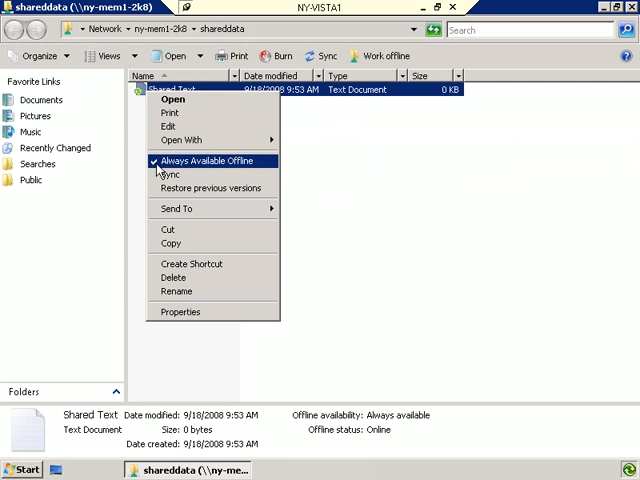 shareddata (\\ny-mem1-2k8)
NY-VISTA1
Network ▸ ny-mem1-2k8 ▸ shareddata
Search
Organize Views Open Print Burn Sync Work offline
Favorite Links
Documents
Pictures
Music
Recently Changed
Searches
Public
Folders
Name Date modified Type Size
Shared Text 9/18/2008 9:53 AM Text Document 0 KB
Open
Print
Edit
Open With
Always Available Offline
Sync
Restore previous versions
Send To
Cut
Copy
Create Shortcut
Delete
Rename
Properties
Shared Text Date modified: 9/18/2008 9:53 AM Offline availability: Always available
Text Document Size: 0 bytes Offline status: Online
Date created: 9/18/2008 9:53 AM
Start shareddata (\\ny-me...